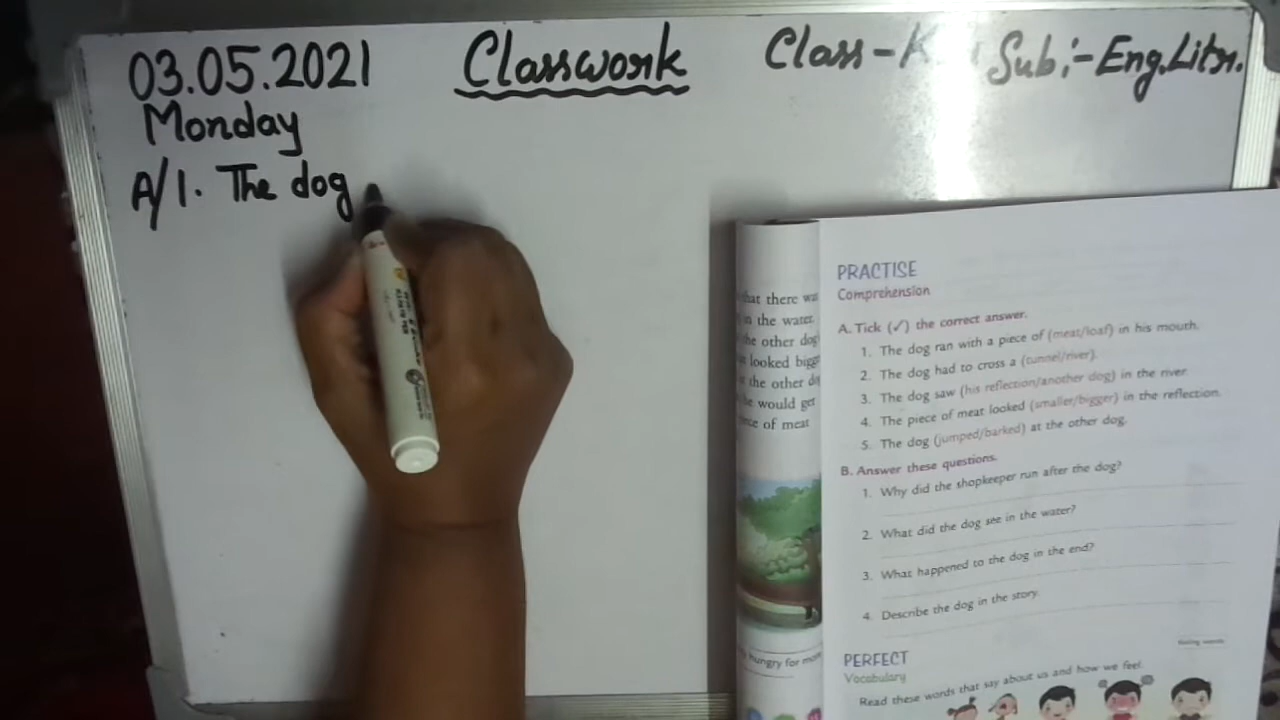 03.05.2021 Classwork Class-K Sub:-Eng.Litr.
Monday
A/1. The dog
that there
in the water.
the other dog
looked
at the other
he would get
piece of meat
hungry for
PRACTISE
Comprehension
A. Tick (✓) the correct answer.
1. The dog ran with a piece of (meat/loaf) in his mouth.
2. The dog had to cross a (tunnel/river).
3. The dog saw (his reflection/another dog) in the river.
4. The piece of meat looked (smaller/bigger) in the reflection.
5. The dog (jumped/barked) at the other dog.
B. Answer these questions.
1. Why did the shopkeeper run after the dog?
2. What did the dog see in the water?
3. What happened to the dog in the end?
4. Describe the dog in the story.
PERFECT
Vocabulary
Read these words that say about us and how we feel.